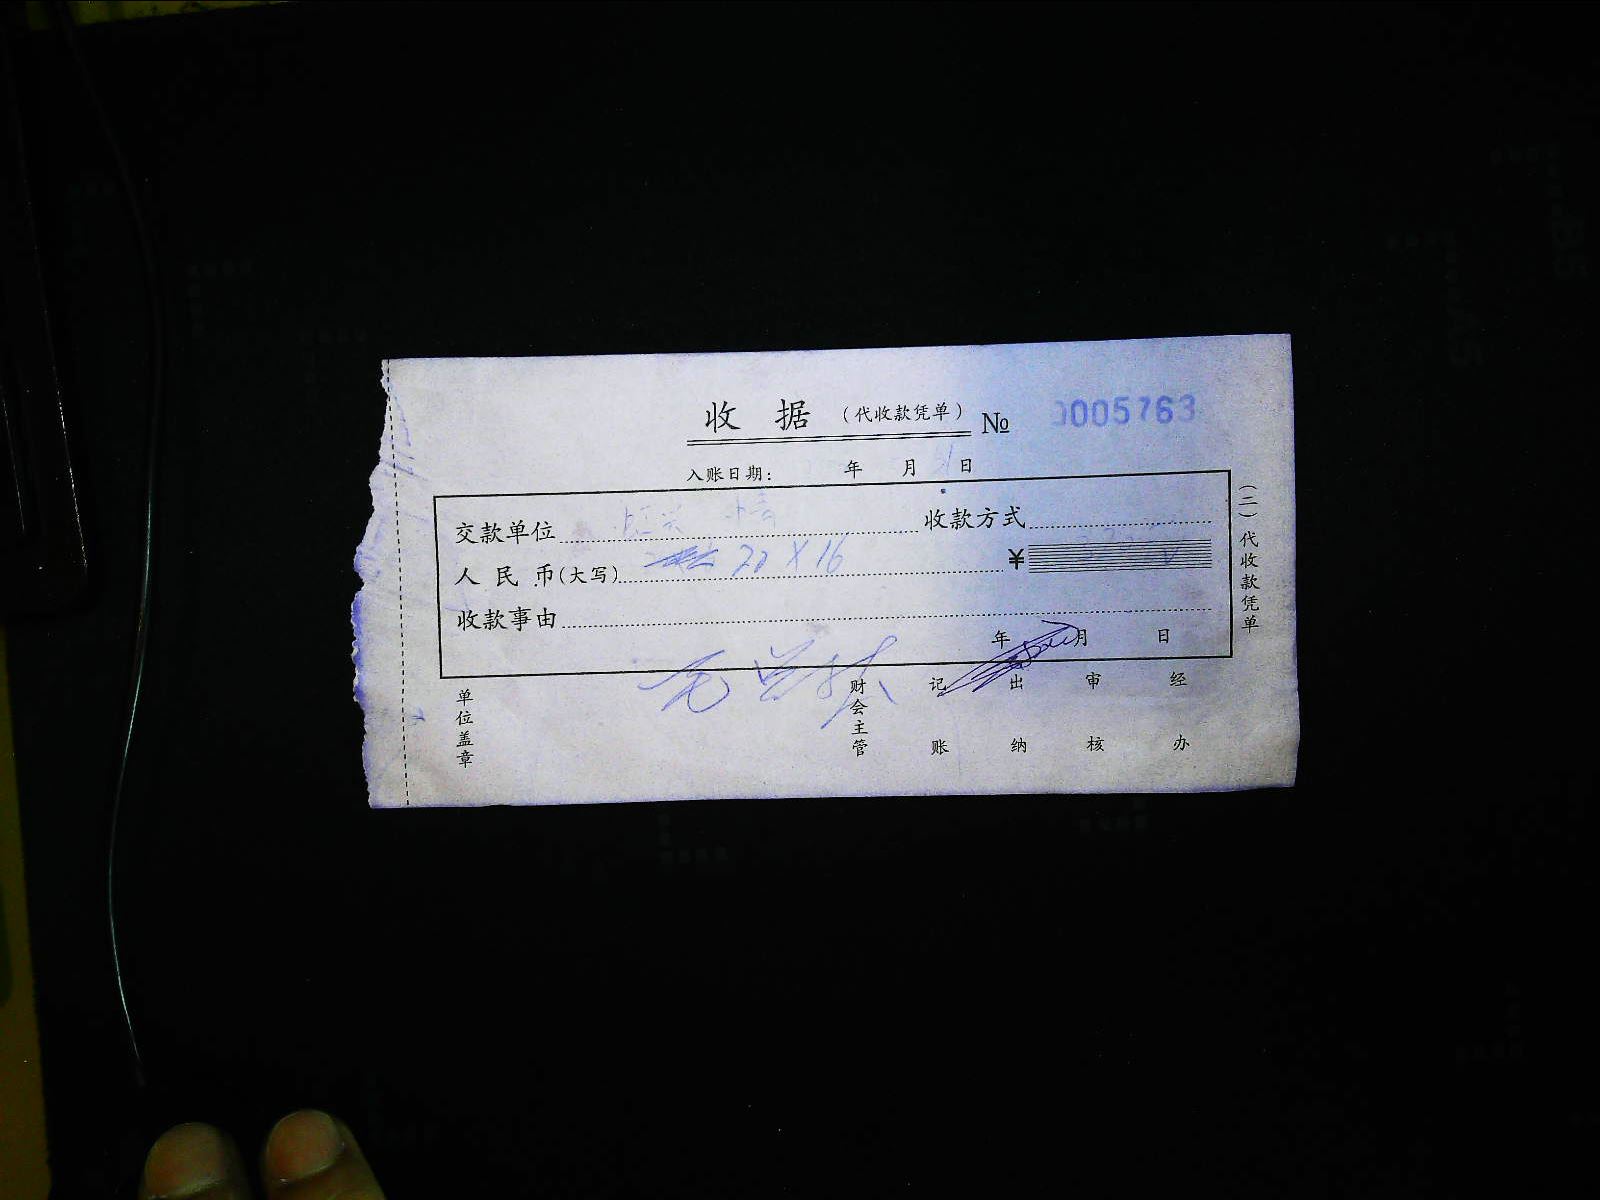 收 据 （代收款凭单） № 0005763
入账日期： 年 月 日
交款单位 收款方式
人民币(大写) 20 X 16 ¥
收款事由
年 月 日
单位盖章 财会主管 记账 出纳 审核 经办
（二）代收款凭单